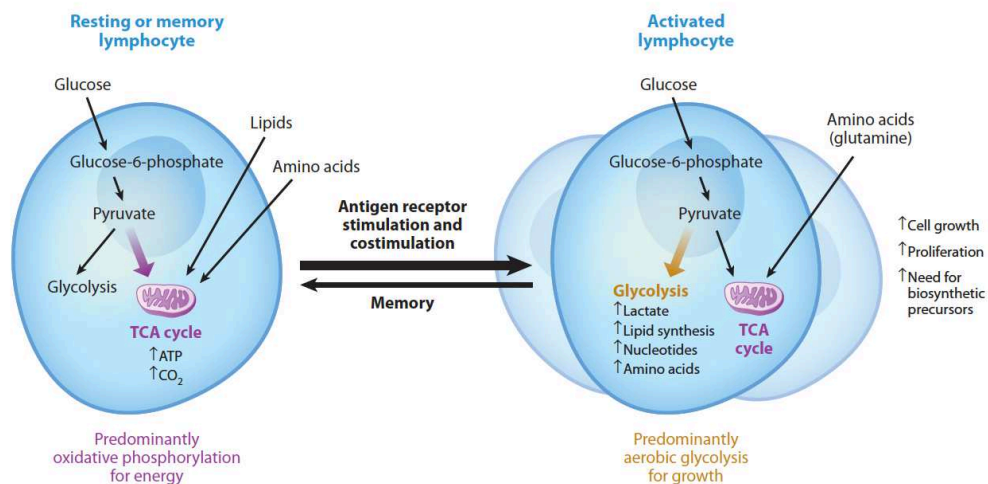 Resting or memory
lymphocyte
Glucose
Lipids
Glucose-6-phosphate
Amino acids
Pyruvate
Glycolysis
TCA cycle
↑ATP
↑CO₂
Predominantly
oxidative phosphorylation
for energy
Antigen receptor
stimulation and
costimulation
Memory
Activated
lymphocyte
Glucose
Amino acids
(glutamine)
Glucose-6-phosphate
Pyruvate
Glycolysis
↑Lactate
↑Lipid synthesis
↑Nucleotides
↑Amino acids
TCA
cycle
Predominantly
aerobic glycolysis
for growth
↑Cell growth
↑Proliferation
↑Need for
biosynthetic
precursors